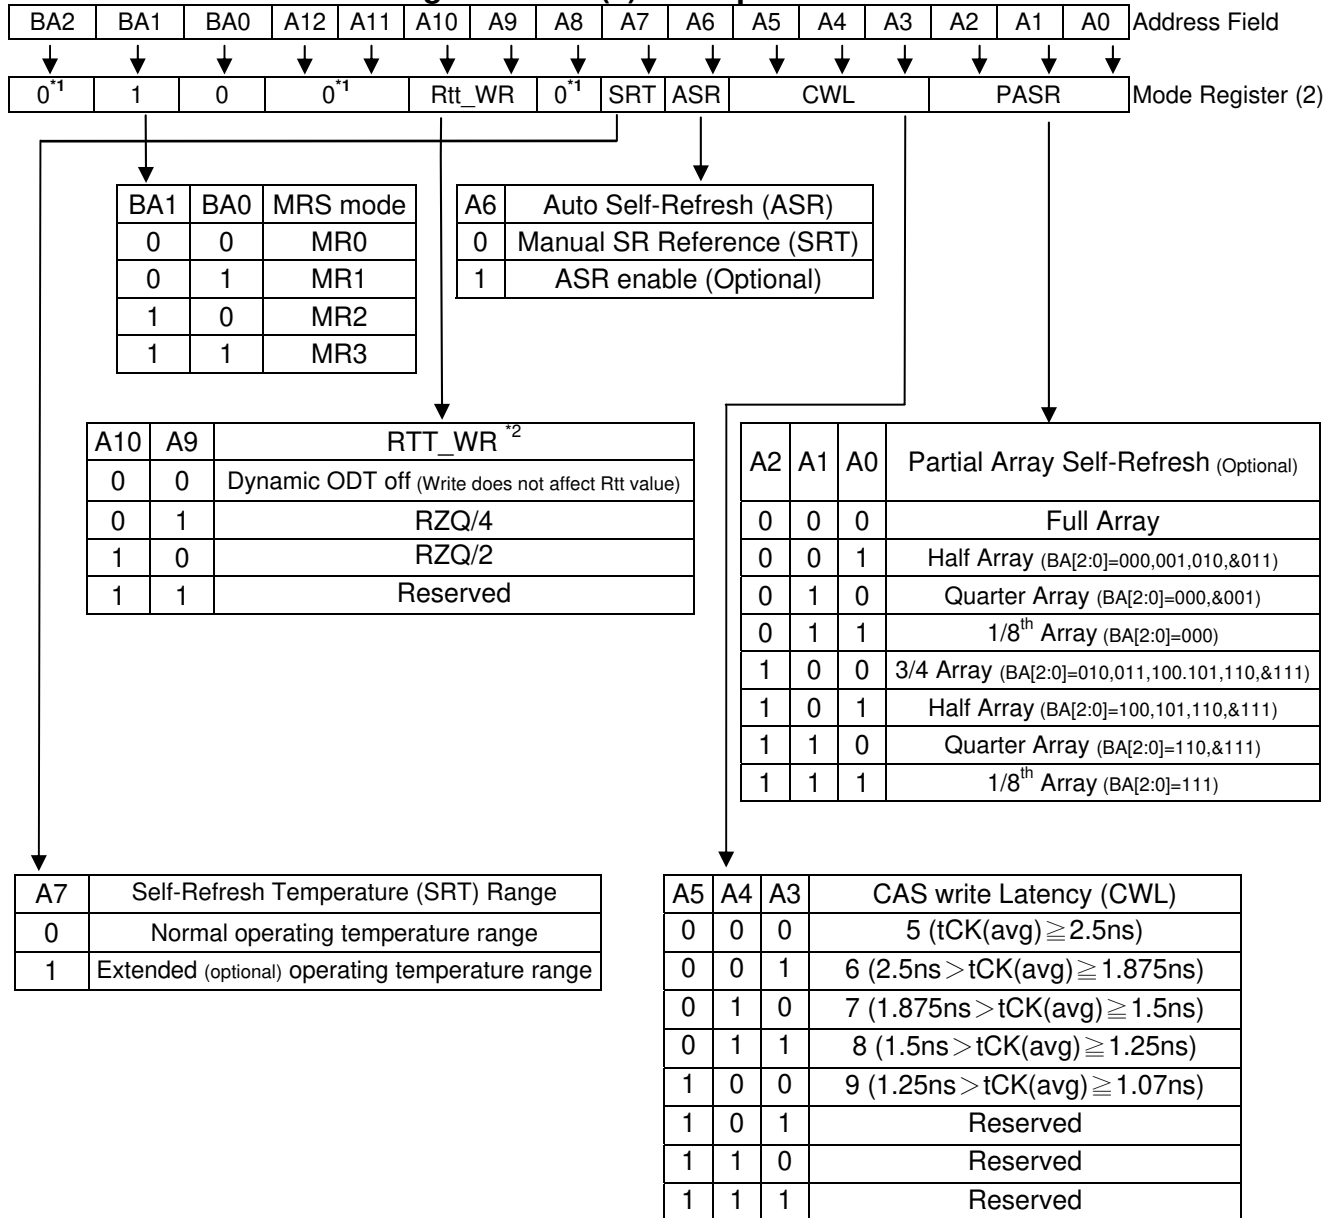 BA2 BA1 BA0 A12 A11 A10 A9 A8 A7 A6 A5 A4 A3 A2 A1 A0 Address Field
0*1 1 0 0*1 Rtt_WR 0*1 SRT ASR CWL PASR Mode Register (2)
BA1 BA0 MRS mode
0 0 MR0
0 1 MR1
1 0 MR2
1 1 MR3
A6 Auto Self-Refresh (ASR)
0 Manual SR Reference (SRT)
1 ASR enable (Optional)
A10 A9 RTT_WR *2
0 0 Dynamic ODT off (Write does not affect Rtt value)
0 1 RZQ/4
1 0 RZQ/2
1 1 Reserved
A2 A1 A0 Partial Array Self-Refresh (Optional)
0 0 0 Full Array
0 0 1 Half Array (BA[2:0]=000,001,010,&011)
0 1 0 Quarter Array (BA[2:0]=000,&001)
0 1 1 1/8th Array (BA[2:0]=000)
1 0 0 3/4 Array (BA[2:0]=010,011,100.101,110,&111)
1 0 1 Half Array (BA[2:0]=100,101,110,&111)
1 1 0 Quarter Array (BA[2:0]=110,&111)
1 1 1 1/8th Array (BA[2:0]=111)
A7 Self-Refresh Temperature (SRT) Range
0 Normal operating temperature range
1 Extended (optional) operating temperature range
A5 A4 A3 CAS write Latency (CWL)
0 0 0 5 (tCK(avg)≧2.5ns)
0 0 1 6 (2.5ns>tCK(avg)≧1.875ns)
0 1 0 7 (1.875ns>tCK(avg)≧1.5ns)
0 1 1 8 (1.5ns>tCK(avg)≧1.25ns)
1 0 0 9 (1.25ns>tCK(avg)≧1.07ns)
1 0 1 Reserved
1 1 0 Reserved
1 1 1 Reserved